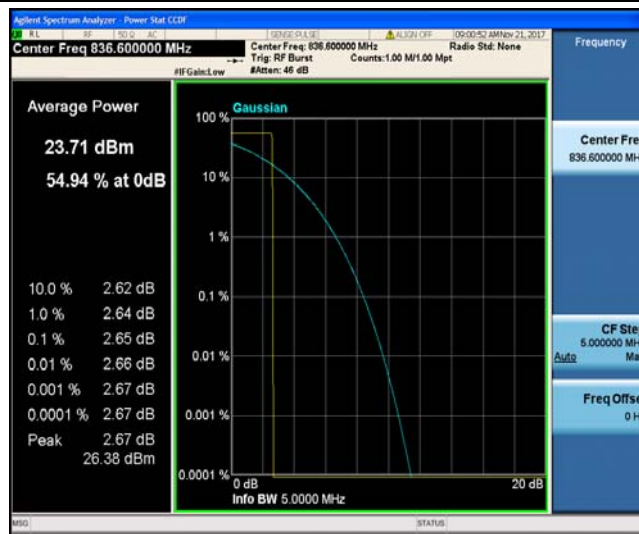 Agilent Spectrum Analyzer - Power Stat CCDF
RL RF 50 Ω AC SENSE:PULSE ALIGN OFF 09:00:52 AM Nov 21, 2017
Center Freq 836.600000 MHz
Center Freq: 836.600000 MHz Radio Std: None
Trig: RF Burst Counts:1.00 M/1.00 Mpt
#IFGain:Low #Atten: 46 dB
Frequency
Average Power
23.71 dBm
54.94 % at 0dB
10.0 % 2.62 dB
1.0 % 2.64 dB
0.1 % 2.65 dB
0.01 % 2.66 dB
0.001 % 2.67 dB
0.0001 % 2.67 dB
Peak 2.67 dB
26.38 dBm
Gaussian
100 %
10 %
1 %
0.1 %
0.01 %
0.001 %
0.0001 %
0 dB 20 dB
Info BW 5.0000 MHz
Center Fre
836.600000 MH
CF Ste
5.000000 MH
Auto Ma
Freq Offse
0 H
MSG STATUS